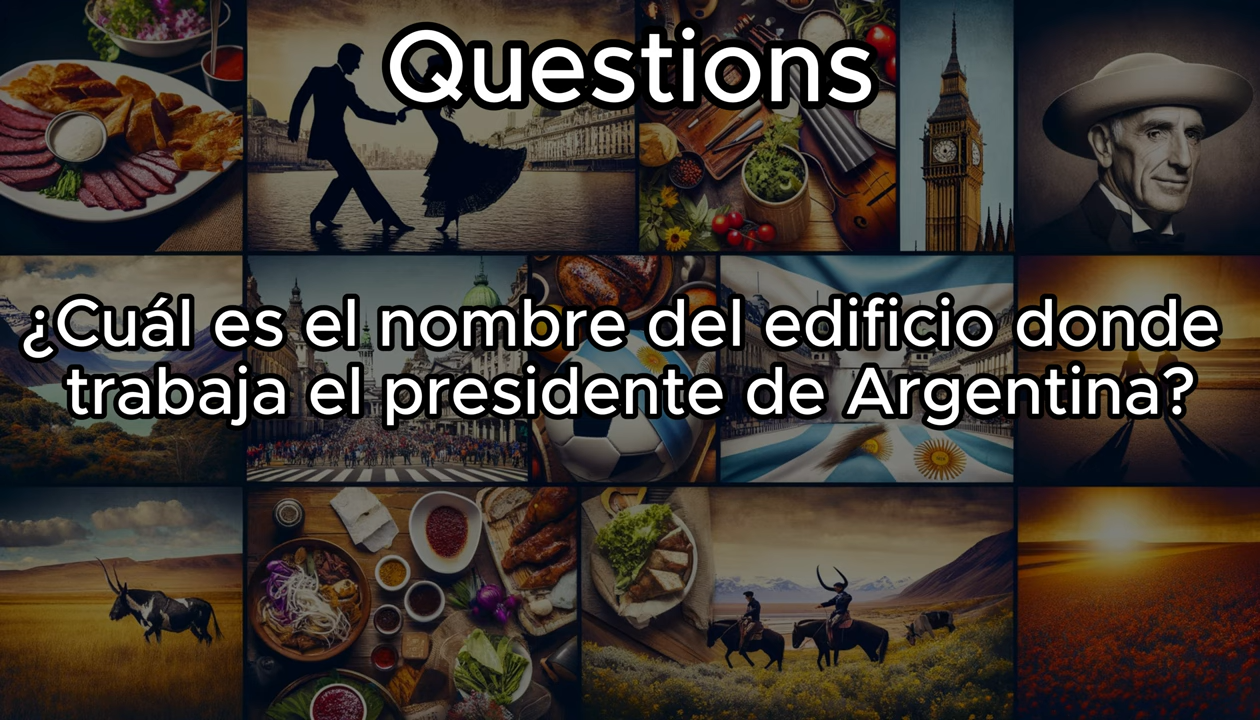 Questions
¿Cuál es el nombre del edificio donde
trabaja el presidente de Argentina?